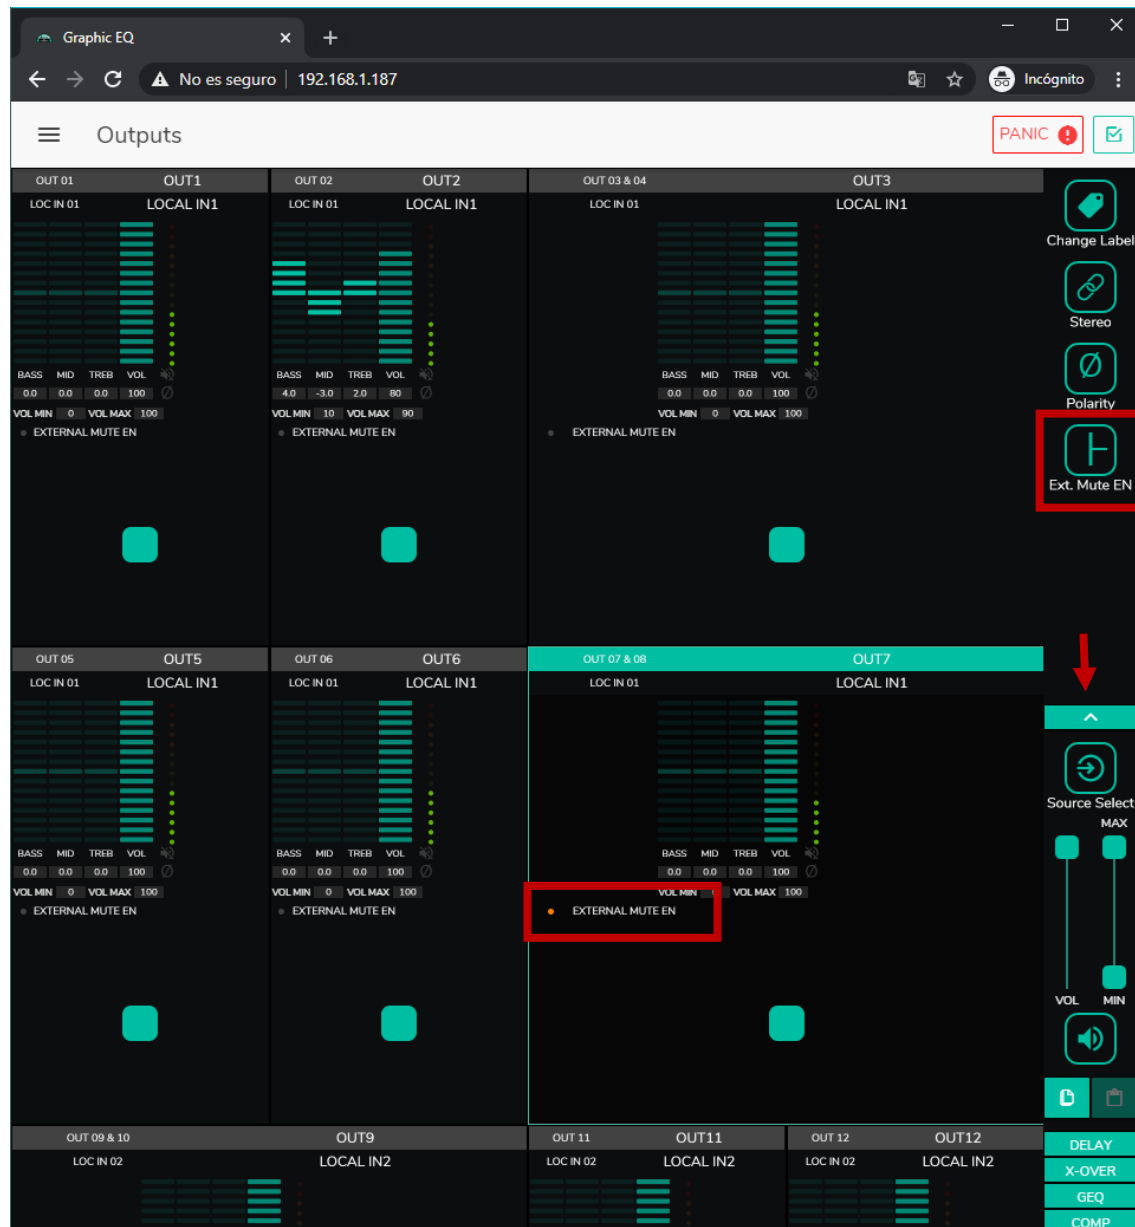 Graphic EQ
No es seguro 192.168.1.187 Incógnito
Outputs PANIC
OUT 01 OUT1 OUT 02 OUT2 OUT 03 & 04 OUT3
LOC IN 01 LOCAL IN1 LOC IN 01 LOCAL IN1 LOC IN 01 LOCAL IN1
Change Label
Stereo
BASS MID TREB VOL BASS MID TREB VOL BASS MID TREB VOL
0.0 0.0 0.0 100 4.0 -3.0 2.0 80 0.0 0.0 0.0 100
Polarity
VOL MIN 0 VOL MAX 100 VOL MIN 10 VOL MAX 90 VOL MIN 0 VOL MAX 100
EXTERNAL MUTE EN EXTERNAL MUTE EN EXTERNAL MUTE EN
Ext. Mute EN
OUT 05 OUT5 OUT 06 OUT6 OUT 07 & 08 OUT7
LOC IN 01 LOCAL IN1 LOC IN 01 LOCAL IN1 LOC IN 01 LOCAL IN1
Source Select
MAX
BASS MID TREB VOL BASS MID TREB VOL BASS MID TREB VOL
0.0 0.0 0.0 100 0.0 0.0 0.0 100 0.0 0.0 0.0 100
VOL MIN 0 VOL MAX 100 VOL MIN 0 VOL MAX 100 VOL MIN 0 VOL MAX 100
EXTERNAL MUTE EN EXTERNAL MUTE EN EXTERNAL MUTE EN
VOL MIN
OUT 09 & 10 OUT9 OUT 11 OUT11 OUT 12 OUT12
DELAY
LOC IN 02 LOCAL IN2 LOC IN 02 LOCAL IN2 LOC IN 02 LOCAL IN2
X-OVER
GEQ
COMP